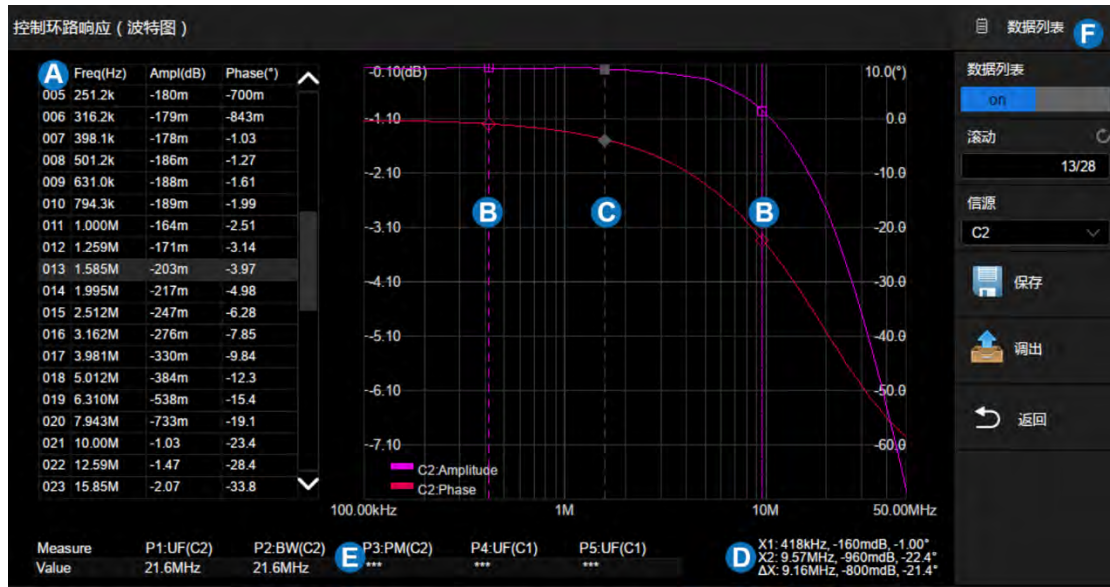 控制环路响应（波特图）
数据列表
F
A Freq(Hz) Ampl(dB) Phase(°)
005 251.2k -180m -700m
006 316.2k -179m -843m
007 398.1k -178m -1.03
008 501.2k -186m -1.27
009 631.0k -188m -1.61
010 794.3k -189m -1.99
011 1.000M -164m -2.51
012 1.259M -171m -3.14
013 1.585M -203m -3.97
014 1.995M -217m -4.98
015 2.512M -247m -6.28
016 3.162M -276m -7.85
017 3.981M -330m -9.84
018 5.012M -384m -12.3
019 6.310M -538m -15.4
020 7.943M -733m -19.1
021 10.00M -1.03 -23.4
022 12.59M -1.47 -28.4
023 15.85M -2.07 -33.8
-0.10(dB) 10.0(°)
-1.10 0.0
-2.10 -10.0
B C B
-3.10 -20.0
-4.10 -30.0
-5.10 -40.0
-6.10 -50.0
-7.10 -60.0
C2:Amplitude
C2:Phase
100.00kHz 1M 10M 50.00MHz
数据列表
on
滚动
13/28
信源
C2
保存
调出
返回
Measure P1:UF(C2) P2:BW(C2) P3:PM(C2) P4:UF(C1) P5:UF(C1)
Value 21.6MHz 21.6MHz E *** *** ***
D
X1: 418kHz, -160mdB, -1.00°
X2: 9.57MHz, -960mdB, -22.4°
ΔX: 9.16MHz, -800mdB, -21.4°